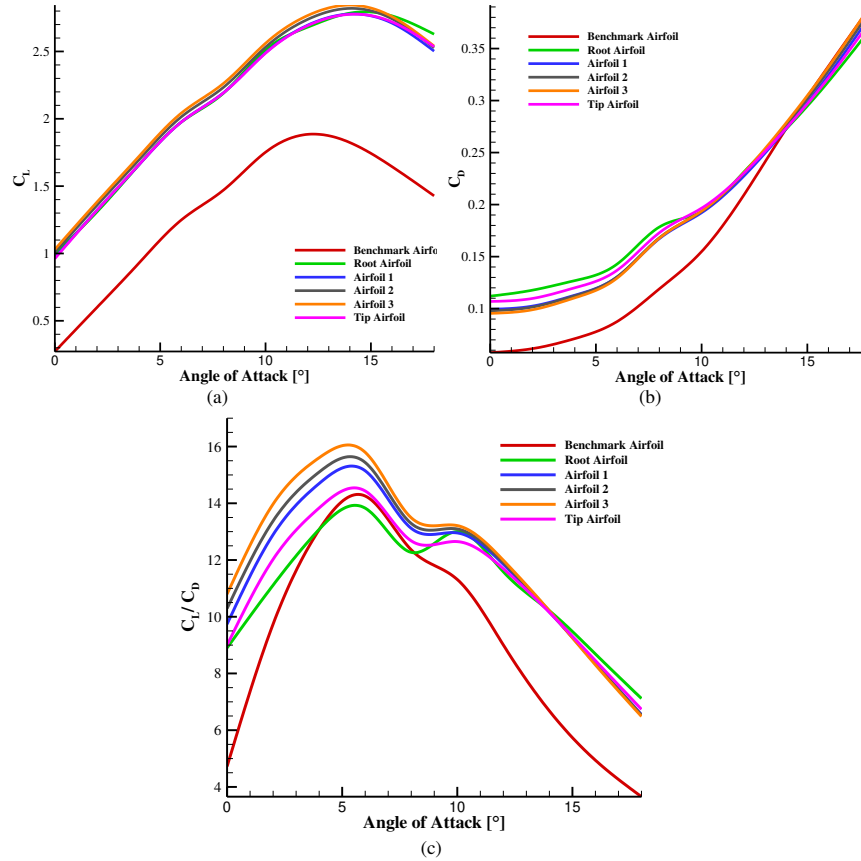 C_L
2.5
2
1.5
1
0.5
0
5
10
15
Angle of Attack [°]
Benchmark Airfo
Root Airfoil
Airfoil 1
Airfoil 2
Airfoil 3
Tip Airfoil
(a)
C_D
0.35
0.3
0.25
0.2
0.15
0.1
0
5
10
15
Angle of Attack [°]
Benchmark Airfoil
Root Airfoil
Airfoil 1
Airfoil 2
Airfoil 3
Tip Airfoil
(b)
C_L / C_D
16
14
12
10
8
6
4
0
5
10
15
Angle of Attack [°]
Benchmark Airfoil
Root Airfoil
Airfoil 1
Airfoil 2
Airfoil 3
Tip Airfoil
(c)